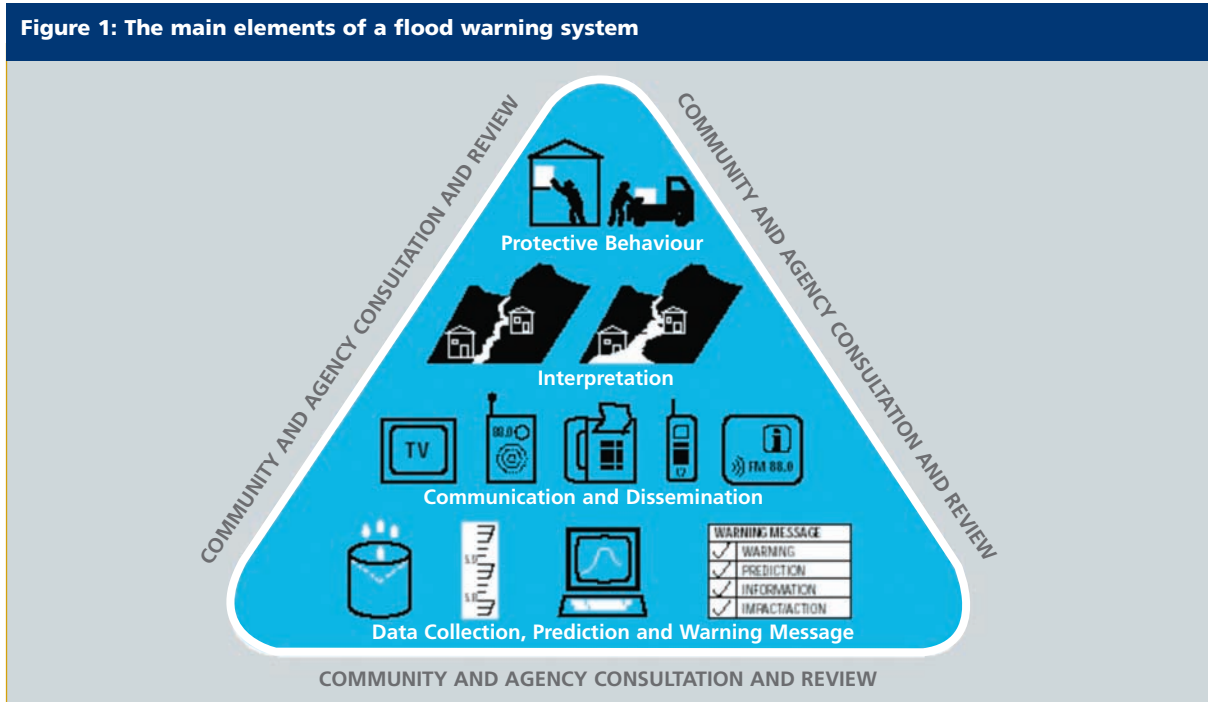 Figure 1: The main elements of a flood warning system
COMMUNITY AND AGENCY CONSULTATION AND REVIEW
COMMUNITY AND AGENCY CONSULTATION AND REVIEW
Protective Behaviour
Interpretation
TV
88.0
FM 88.0
Communication and Dissemination
WARNING MESSAGE
WARNING
PREDICTION
INFORMATION
IMPACT/ACTION
Data Collection, Prediction and Warning Message
COMMUNITY AND AGENCY CONSULTATION AND REVIEW